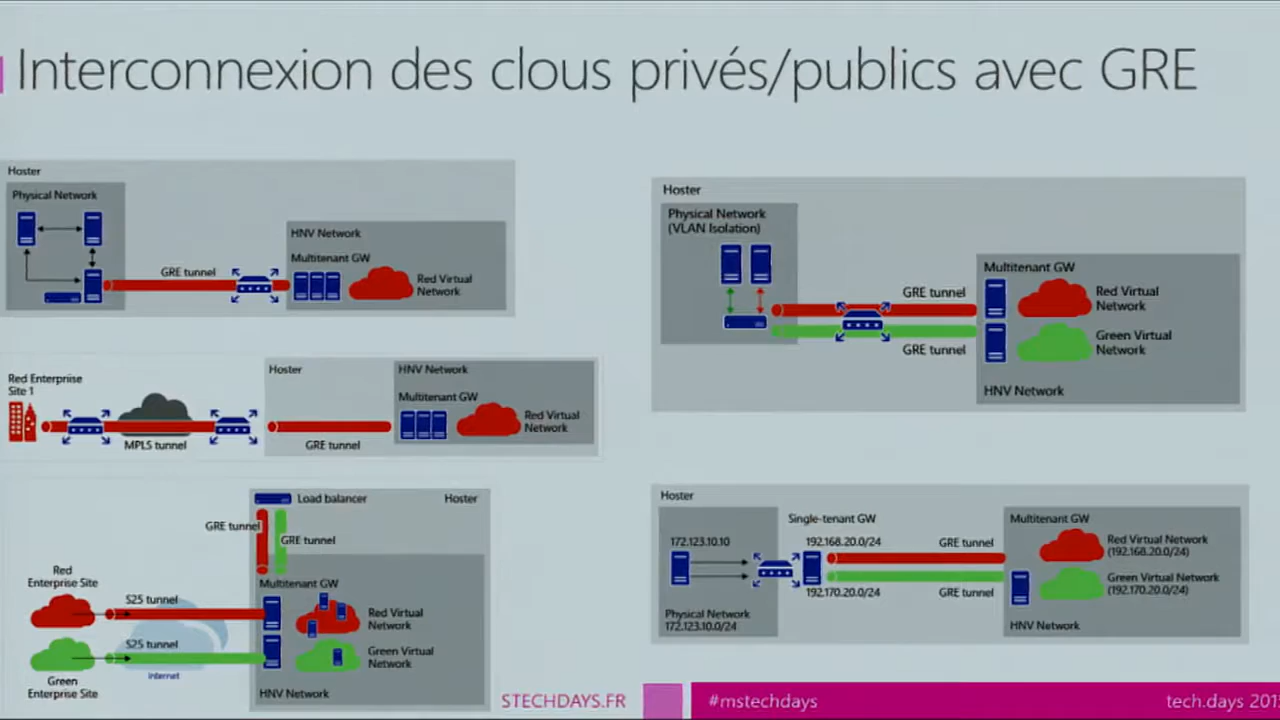 Interconnexion des clous privés/publics avec GRE
Hoster
Physical Network
HNV Network
Multitenant GW
GRE tunnel
Red Virtual
Network
Red Enterprise
Site 1
MPLS tunnel
Hoster
GRE tunnel
HNV Network
Multitenant GW
Red Virtual
Network
Load balancer
Hoster
GRE tunnel
GRE tunnel
Multitenant GW
Red
Enterprise Site
S2S tunnel
Red Virtual
Network
S2S tunnel
Green Virtual
Network
internet
Green
Enterprise Site
HNV Network
Hoster
Physical Network
(VLAN Isolation)
Multitenant GW
GRE tunnel
Red Virtual
Network
GRE tunnel
Green Virtual
Network
HNV Network
Hoster
Single-tenant GW
Multitenant GW
172.123.10.10
192.168.20.0/24
GRE tunnel
Red Virtual Network
(192.168.20.0/24)
192.170.20.0/24
GRE tunnel
Green Virtual Network
(192.170.20.0/24)
Physical Network
172.123.10.0/24
HNV Network
STECHDAYS.FR
#mstechdays
tech.days